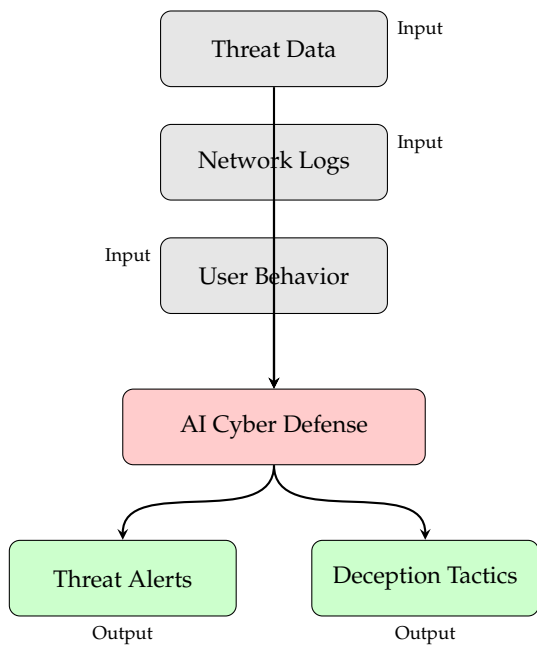 Threat Data
Input
Network Logs
Input
Input
User Behavior
AI Cyber Defense
Threat Alerts
Deception Tactics
Output
Output